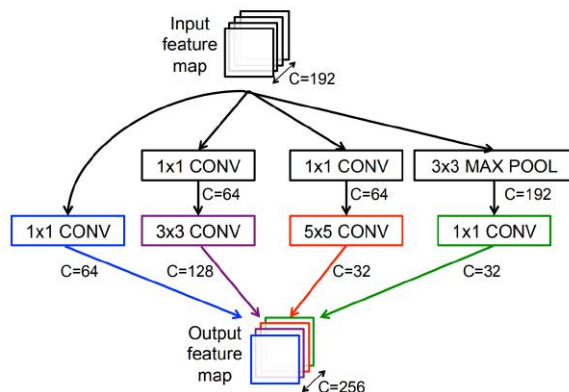 Input
feature
map
C=192
1x1 CONV
1x1 CONV
3x3 MAX POOL
C=64
C=64
C=192
1x1 CONV
3x3 CONV
5x5 CONV
1x1 CONV
C=64
C=128
C=32
C=32
Output
feature
map
C=256